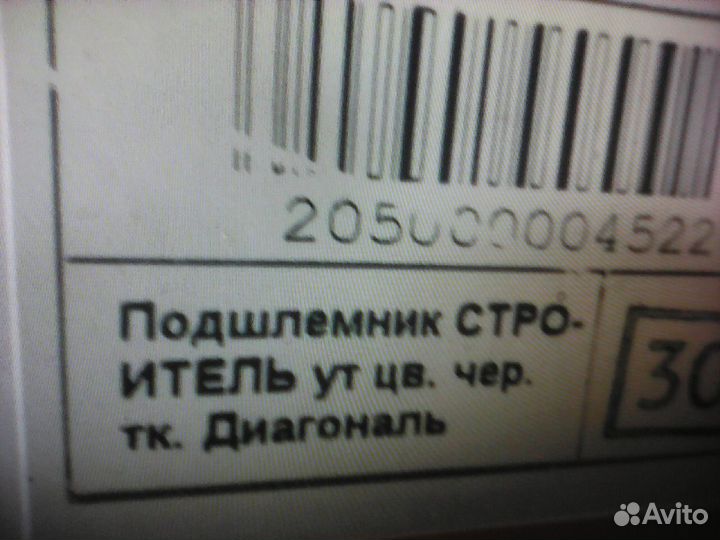 Подшлемник СТРО-
ИТЕЛЬ ут цв. чер.
тк. Диагональ
Avito